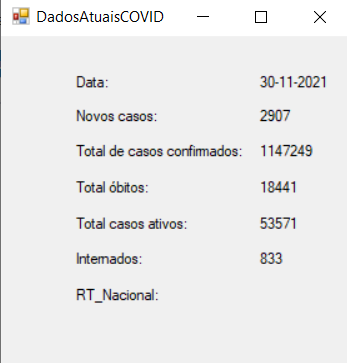 DadosAtuaisCOVID
Data: 30-11-2021
Novos casos: 2907
Total de casos confirmados: 1147249
Total óbitos: 18441
Total casos ativos: 53571
Internados: 833
RT_Nacional: